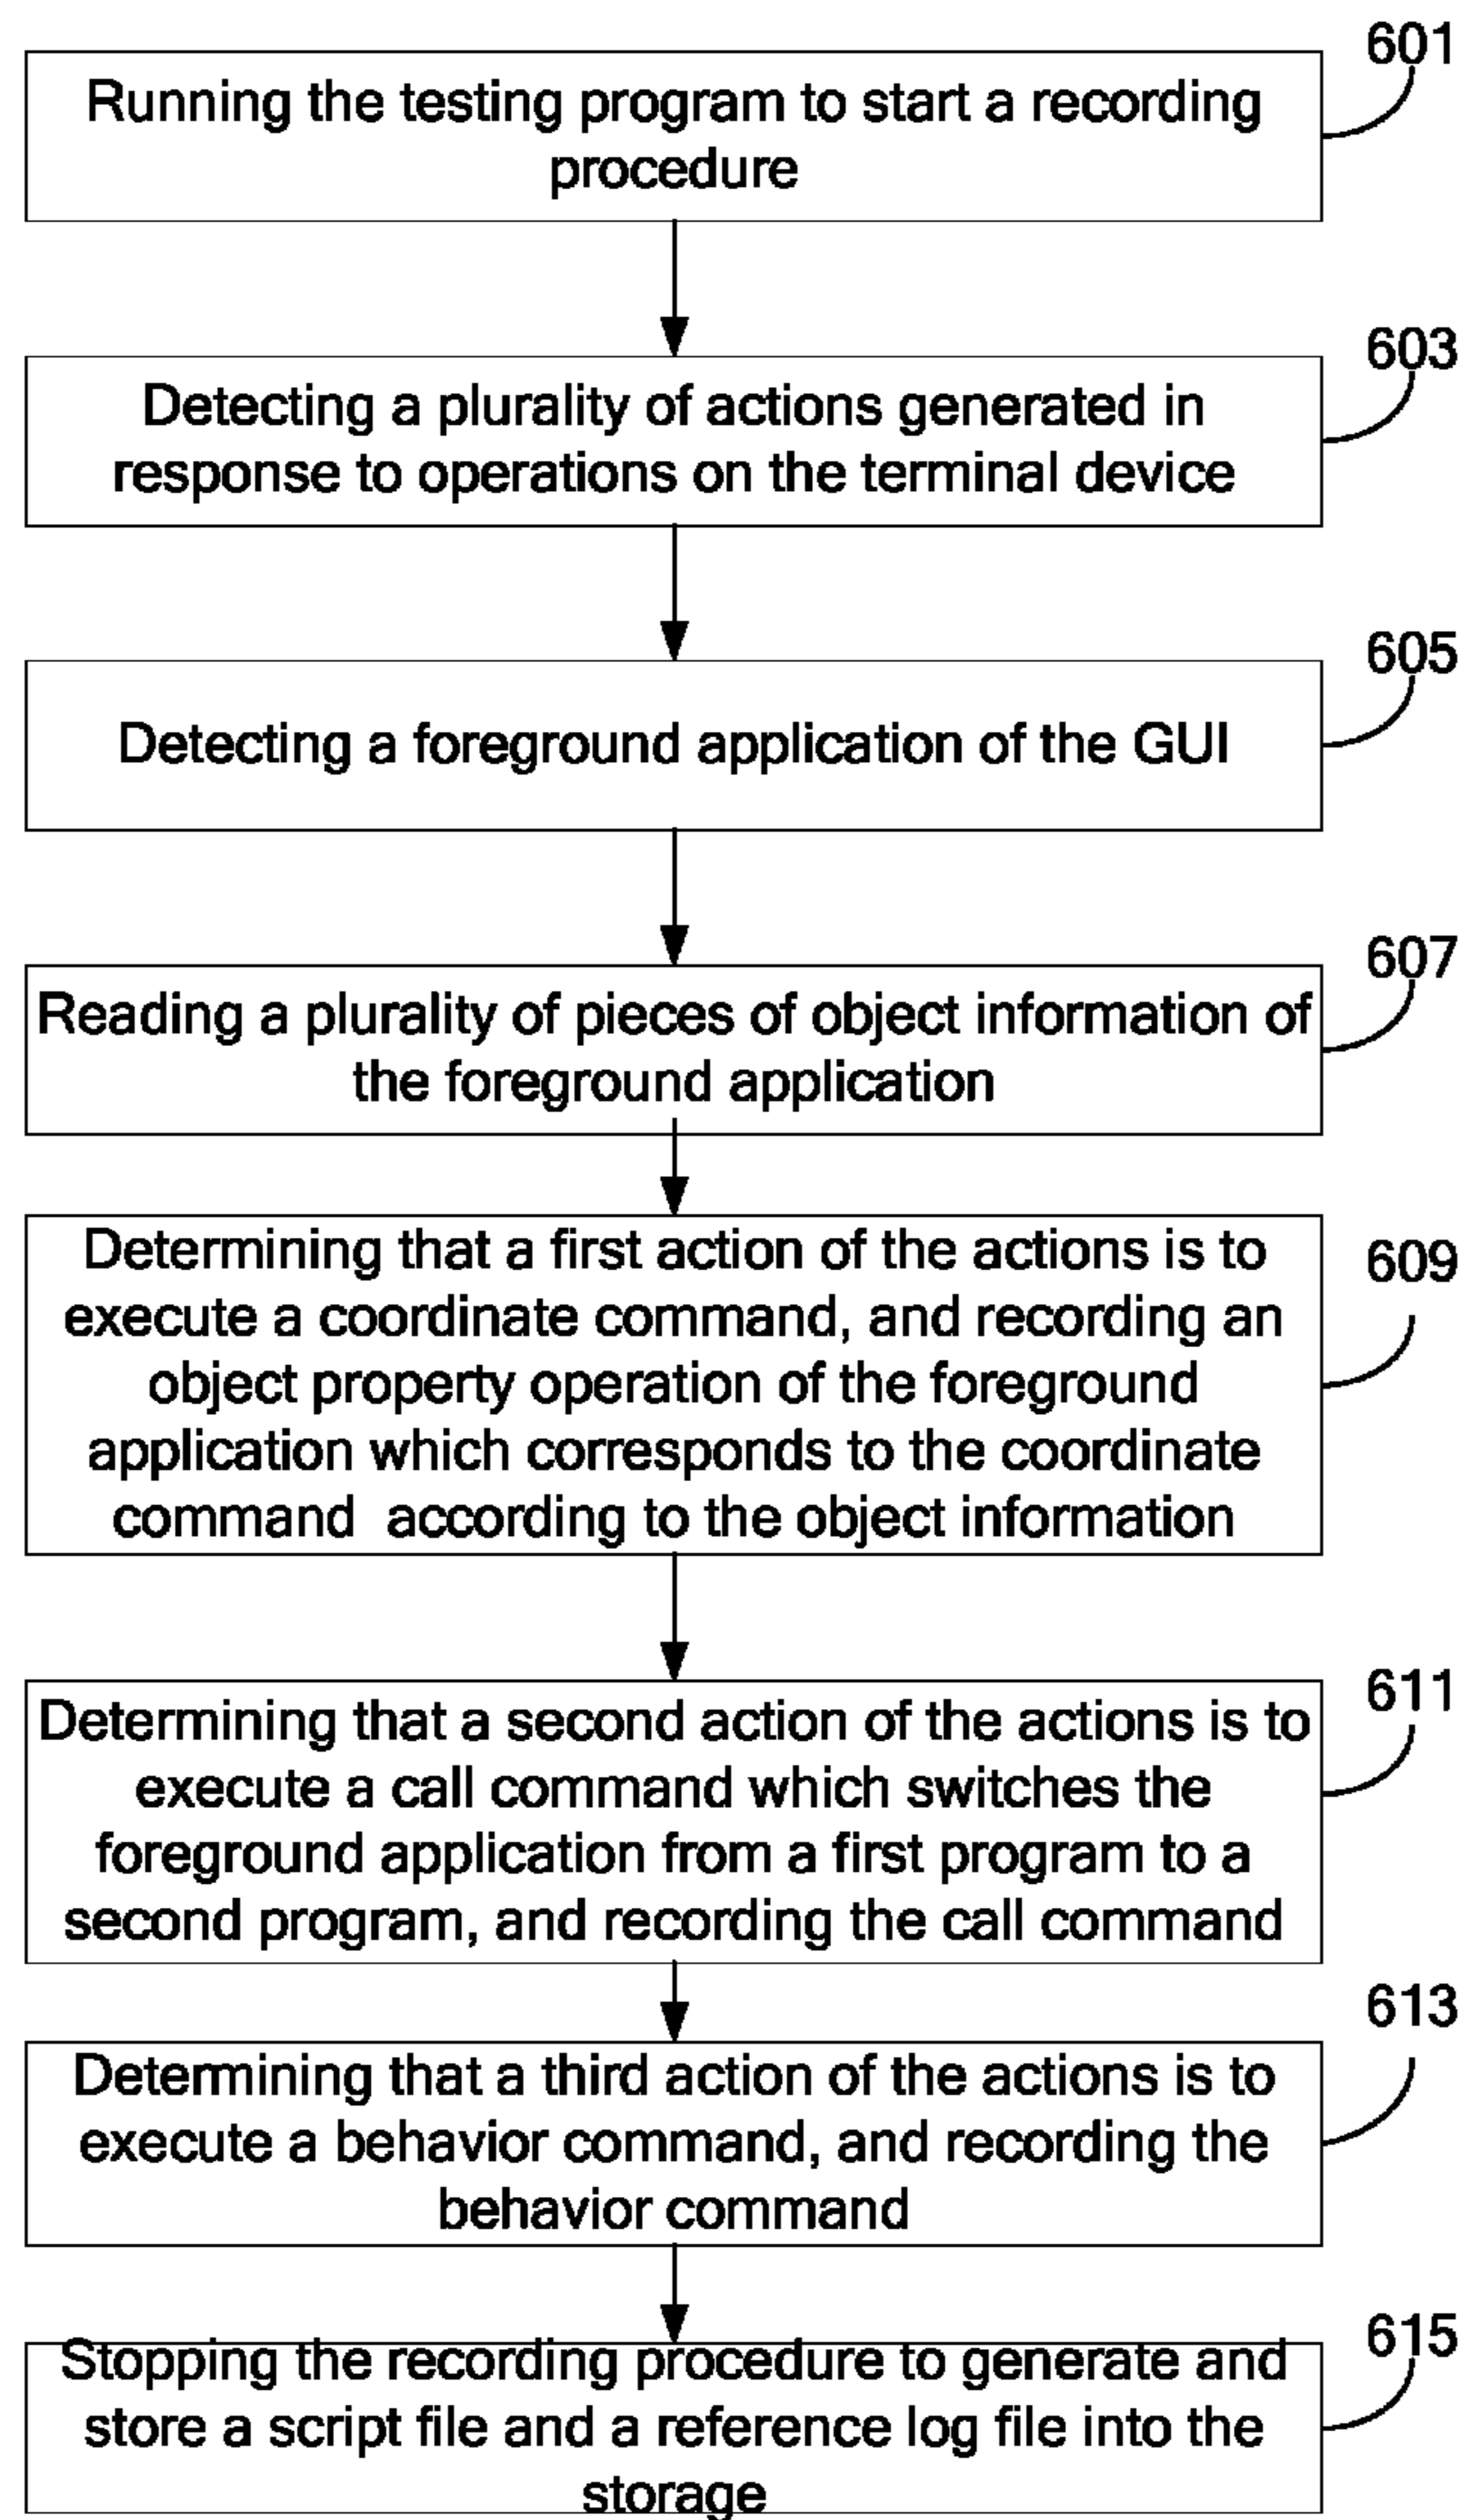 601
Running the testing program to start a recording
procedure
603
Detecting a plurality of actions generated in
response to operations on the terminal device
605
Detecting a foreground application of the GUI
607
Reading a plurality of pieces of object information of
the foreground application
609
Determining that a first action of the actions is to
execute a coordinate command, and recording an
object property operation of the foreground
application which corresponds to the coordinate
command according to the object information
611
Determining that a second action of the actions is to
execute a call command which switches the
foreground application from a first program to a
second program, and recording the call command
613
Determining that a third action of the actions is to
execute a behavior command, and recording the
behavior command
615
Stopping the recording procedure to generate and
store a script file and a reference log file into the
storage